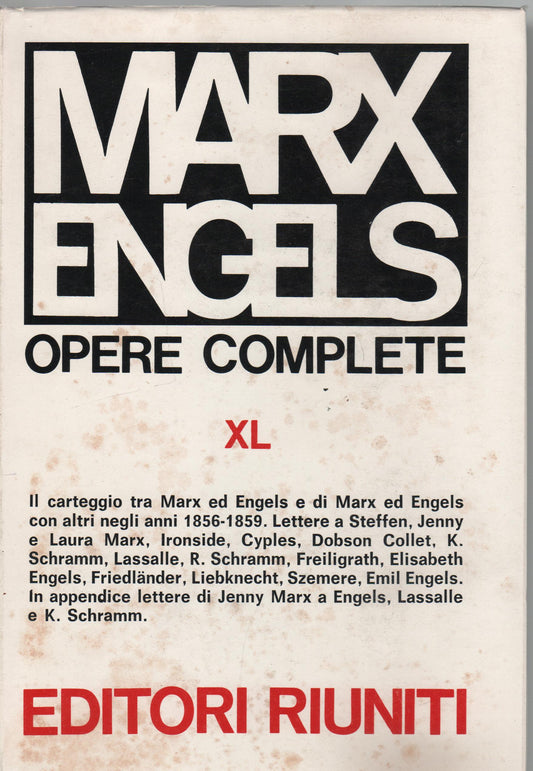 MARX
ENGELS
OPERE COMPLETE
XL
Il carteggio tra Marx ed Engels e di Marx ed Engels
con altri negli anni 1856-1859. Lettere a Steffen, Jenny
e Laura Marx, Ironside, Cyples, Dobson Collet, K.
Schramm, Lassalle, R. Schramm, Freiligrath, Elisabeth
Engels, Friedländer, Liebknecht, Szemere, Emil Engels.
In appendice lettere di Jenny Marx a Engels, Lassalle
e K. Schramm.
EDITORI RIUNITI